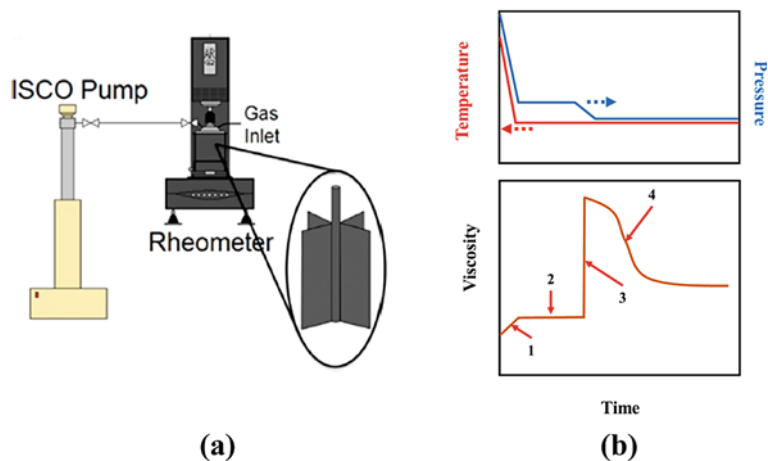 ISCO Pump
Gas
Inlet
Rheometer
(a)
Temperature
Pressure
Viscosity
1
2
3
4
Time
(b)